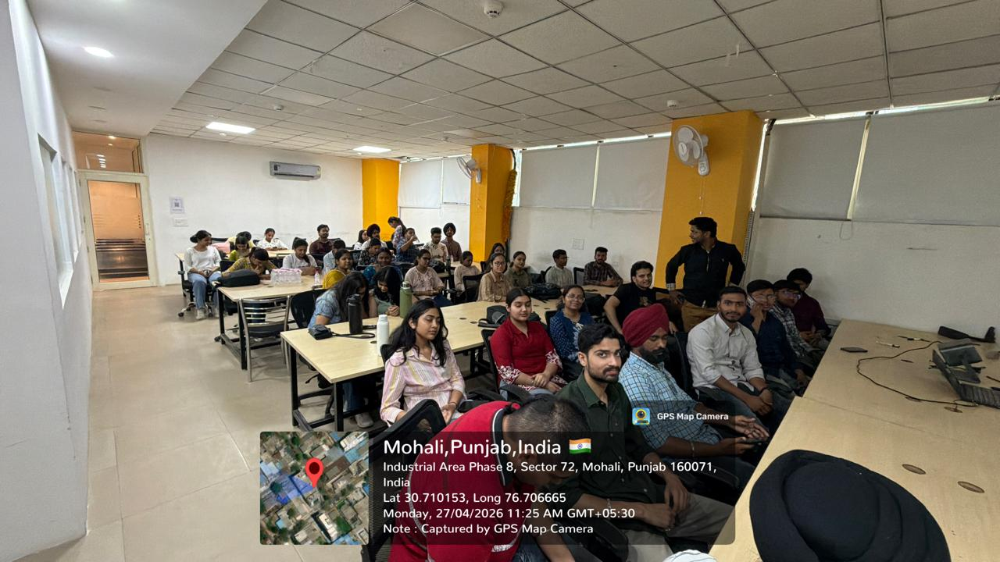 GPS Map Camera
Mohali,Punjab,India
Industrial Area Phase 8, Sector 72, Mohali, Punjab 160071,
India
Lat 30.710153, Long 76.706665
Monday, 27/04/2026 11:25 AM GMT+05:30
Note : Captured by GPS Map Camera